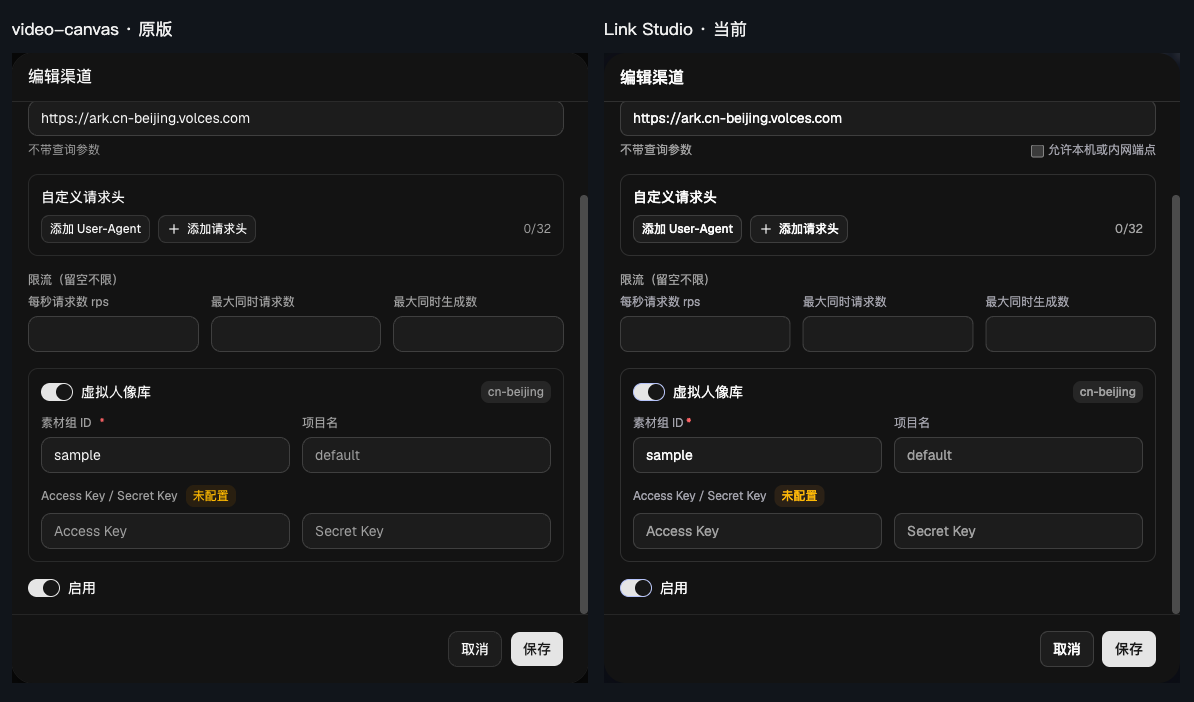 video-canvas · 原版
编辑渠道
https://ark.cn-beijing.volces.com
不带查询参数
自定义请求头
添加 User-Agent
+ 添加请求头
0/32
限流（留空不限）
每秒请求数 rps
最大同时请求数
最大同时生成数
虚拟人像库
cn-beijing
素材组 ID *
项目名
sample
default
Access Key / Secret Key
未配置
Access Key
Secret Key
启用
取消
保存
Link Studio · 当前
编辑渠道
https://ark.cn-beijing.volces.com
不带查询参数
允许本机或内网端点
自定义请求头
添加 User-Agent
+ 添加请求头
0/32
限流（留空不限）
每秒请求数 rps
最大同时请求数
最大同时生成数
虚拟人像库
cn-beijing
素材组 ID *
项目名
sample
default
Access Key / Secret Key
未配置
Access Key
Secret Key
启用
取消
保存